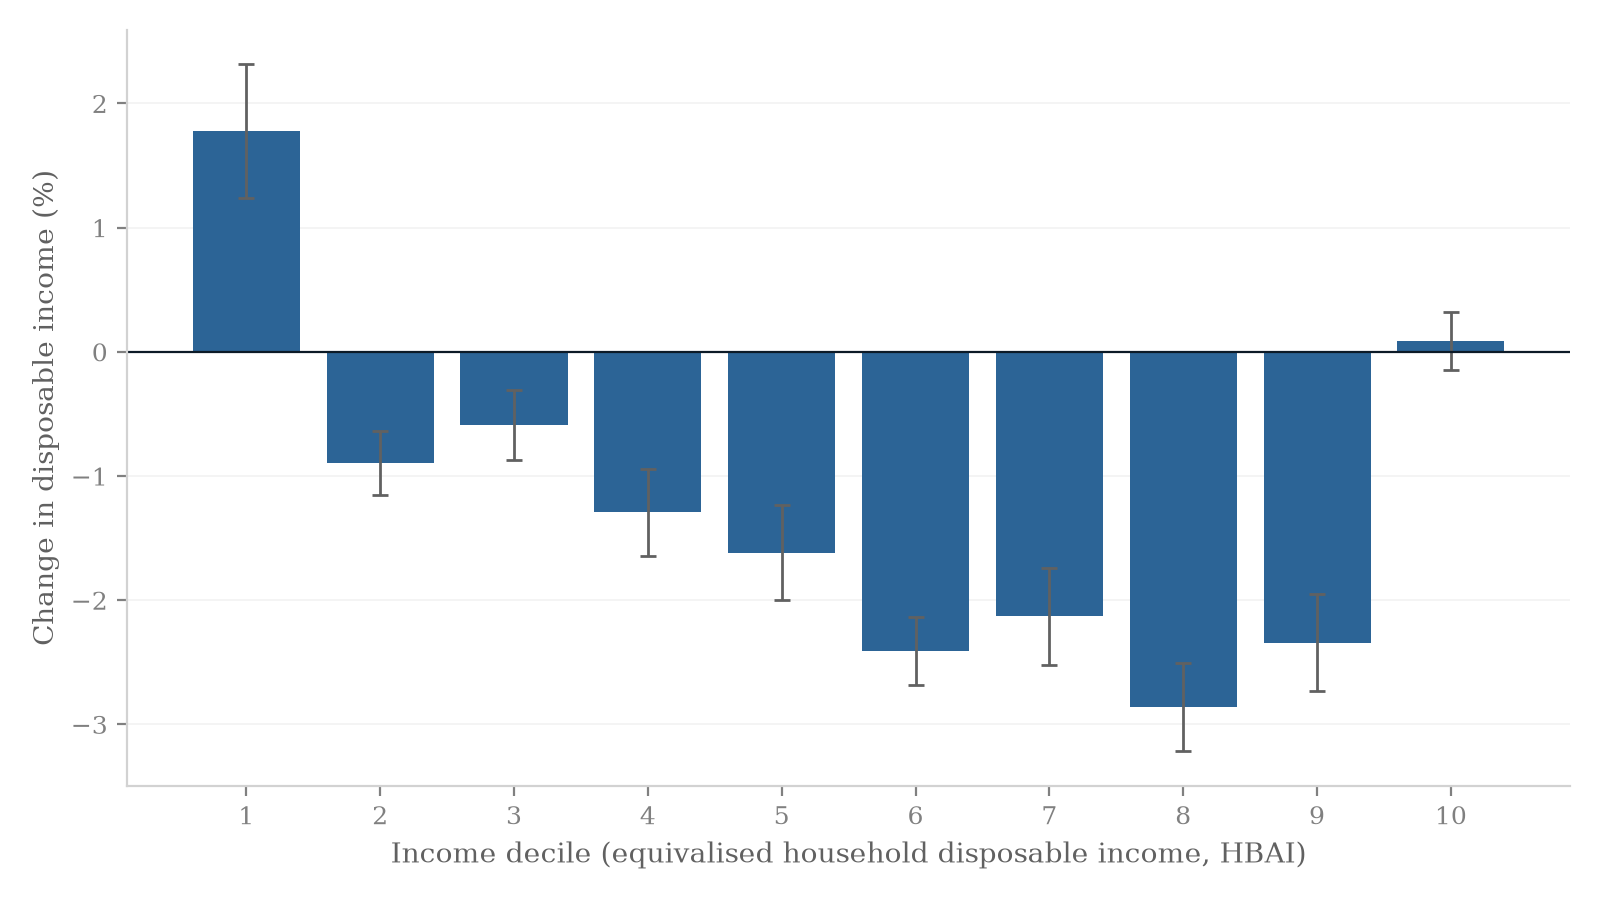 Change in disposable income (%)
2
1
0
−1
−2
−3
1 2 3 4 5 6 7 8 9 10
Income decile (equivalised household disposable income, HBAI)